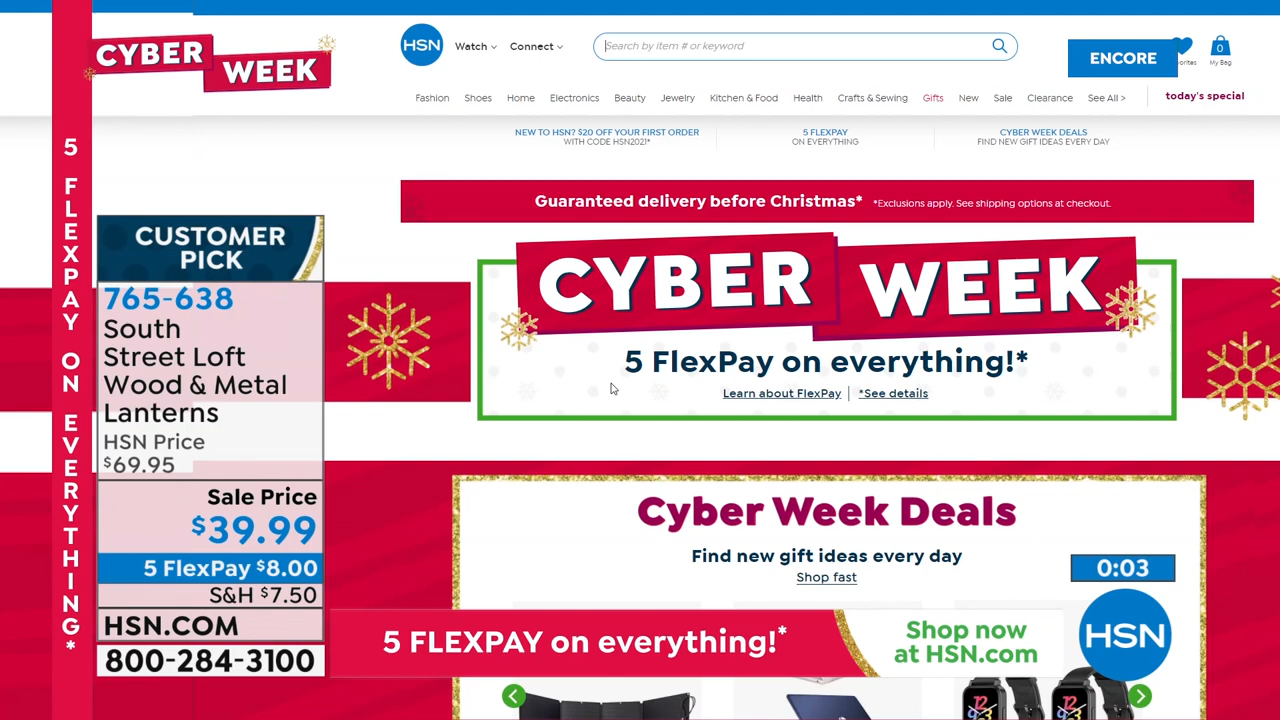 CYBER
WEEK
5 FLEXPAY ON EVERYTHING*
CUSTOMER
PICK
765-638
South
Street Loft
Wood & Metal
Lanterns
HSN Price
$69.95
Sale Price
$39.99
5 FlexPay $8.00
S&H $7.50
HSN.COM
800-284-3100
HSN
Watch
Connect
Search by item # or keyword
ENCORE
0
My Bag
Fashion Shoes Home Electronics Beauty Jewelry Kitchen & Food Health Crafts & Sewing Gifts New Sale Clearance See All > today's special
NEW TO HSN? $20 OFF YOUR FIRST ORDER
WITH CODE HSN2021*
5 FLEXPAY
ON EVERYTHING
CYBER WEEK DEALS
FIND NEW GIFT IDEAS EVERY DAY
Guaranteed delivery before Christmas* *Exclusions apply. See shipping options at checkout.
CYBER WEEK
5 FlexPay on everything!*
Learn about FlexPay | *See details
Cyber Week Deals
Find new gift ideas every day
Shop fast
0:03
5 FLEXPAY on everything!*
Shop now
at HSN.com
HSN